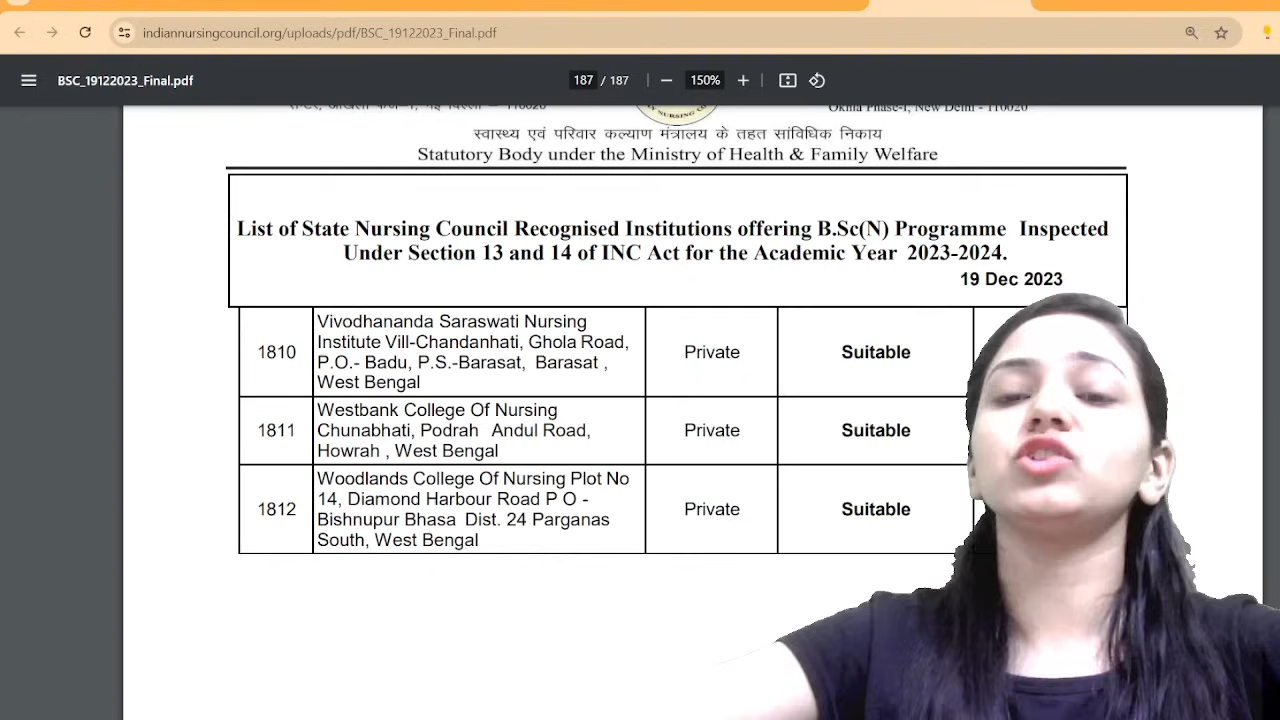 indiannursingcouncil.org/uploads/pdf/BSC_19122023_Final.pdf
BSC_19122023_Final.pdf
187 / 187
150%
Okhla Phase-I, New Delhi - 110020
NURSING
स्वास्थ्य एवं परिवार कल्याण मंत्रालय के तहत सांविधिक निकाय
Statutory Body under the Ministry of Health & Family Welfare
List of State Nursing Council Recognised Institutions offering B.Sc(N) Programme Inspected
Under Section 13 and 14 of INC Act for the Academic Year 2023-2024.
19 Dec 2023
1810
Vivodhananda Saraswati Nursing
Institute Vill-Chandanhati, Ghola Road,
P.O.- Badu, P.S.-Barasat, Barasat ,
West Bengal
Private
Suitable
1811
Westbank College Of Nursing
Chunabhati, Podrah Andul Road,
Howrah , West Bengal
Private
Suitable
1812
Woodlands College Of Nursing Plot No
14, Diamond Harbour Road P O -
Bishnupur Bhasa Dist. 24 Parganas
South, West Bengal
Private
Suitable